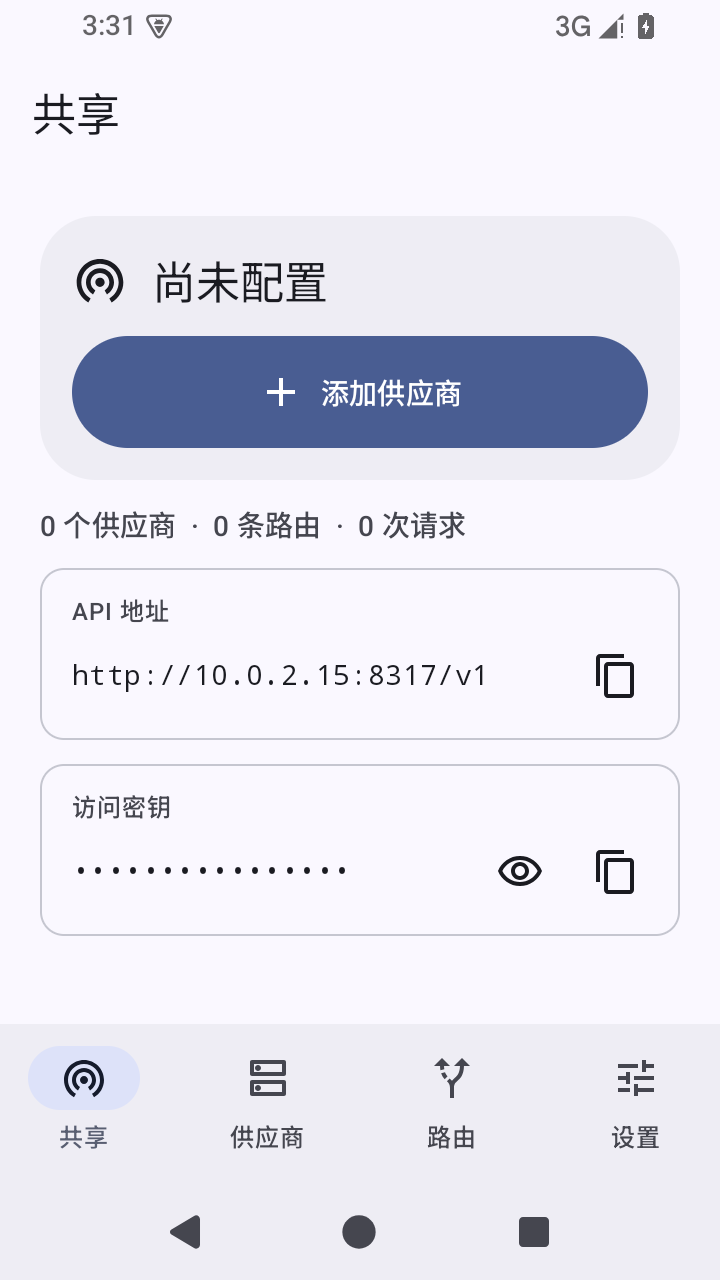 3:31
3G
共享
尚未配置
添加供应商
0 个供应商 · 0 条路由 · 0 次请求
API 地址
http://10.0.2.15:8317/v1
访问密钥
••••••••••••••••
共享
供应商
路由
设置